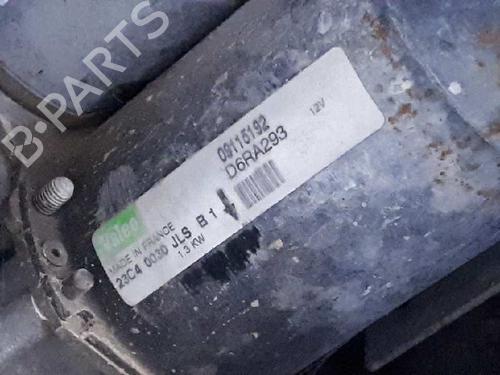 B-PARTS
09115192
D6RA293
12V
Valeo
MADE IN FRANCE
23C4 0030 JLS B 1
1,3 KW